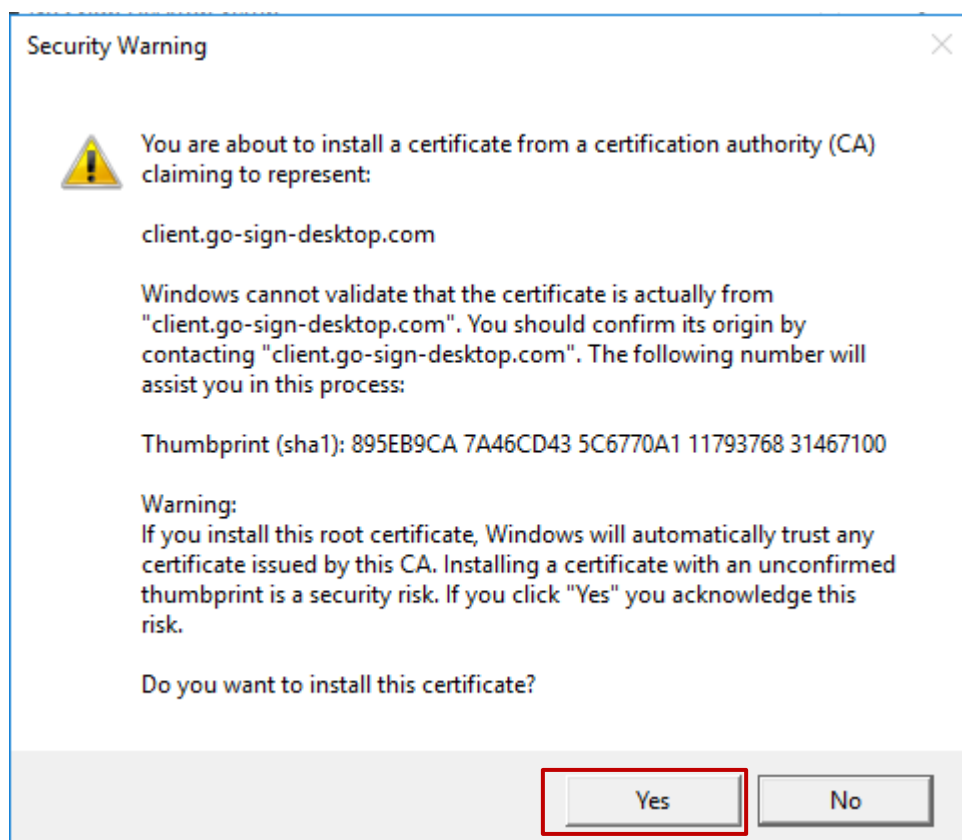 Security Warning
You are about to install a certificate from a certification authority (CA)
claiming to represent:
client.go-sign-desktop.com
Windows cannot validate that the certificate is actually from
"client.go-sign-desktop.com". You should confirm its origin by
contacting "client.go-sign-desktop.com". The following number will
assist you in this process:
Thumbprint (sha1): 895EB9CA 7A46CD43 5C6770A1 11793768 31467100
Warning:
If you install this root certificate, Windows will automatically trust any
certificate issued by this CA. Installing a certificate with an unconfirmed
thumbprint is a security risk. If you click "Yes" you acknowledge this
risk.
Do you want to install this certificate?
Yes
No